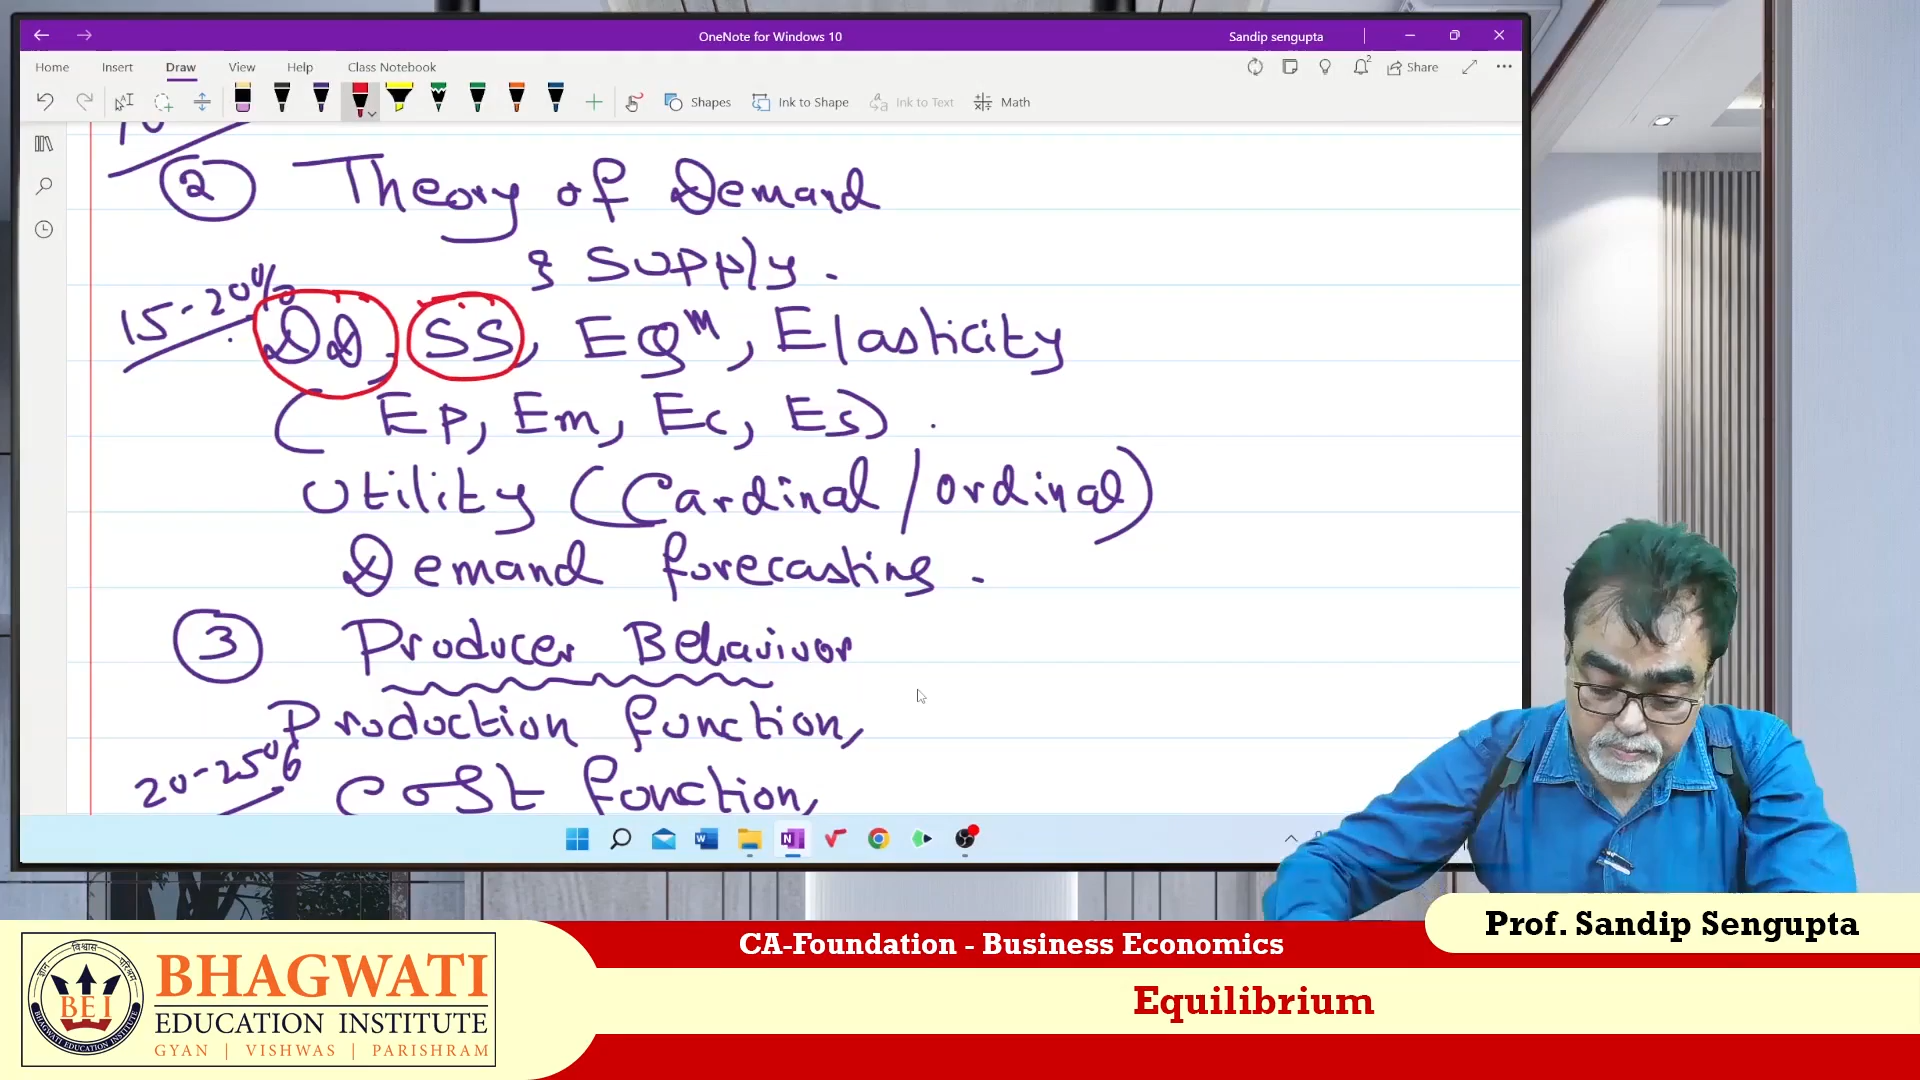 OneNote for Windows 10
Sandip sengupta
Home Insert Draw View Help Class Notebook
2
Share
Shapes Ink to Shape Ink to Text Math
10
2 Theory of Demand
& Supply.
15-20%
DD, SS, EQm, Elasticity
(Ep, Em, Ec, Es).
Utility (Cardinal/ordinal)
Demand forecasting.
3 Producer Behaviour
Production function,
20-25%
Cost function,
विश्वास
BEI
BHAGWATI
EDUCATION INSTITUTE
GYAN | VISHWAS | PARISHRAM
CA-Foundation - Business Economics
Prof. Sandip Sengupta
Equilibrium